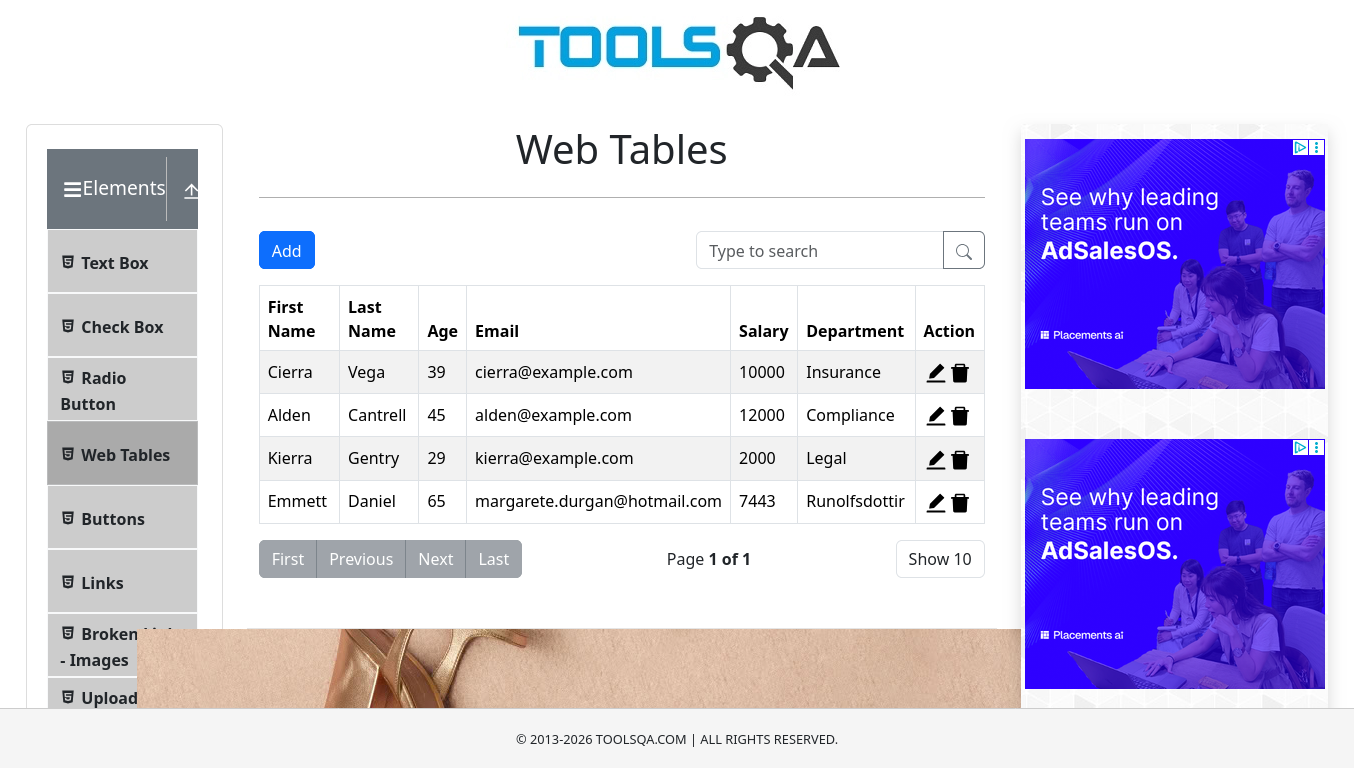 TOOLSQA
Web Tables
Elements
Text Box
Check Box
Radio
Button
Web Tables
Buttons
Links
Broken
- Images
Upload
Add
Type to search
First Name Last Name Age Email Salary Department Action
Cierra Vega 39 cierra@example.com 10000 Insurance
Alden Cantrell 45 alden@example.com 12000 Compliance
Kierra Gentry 29 kierra@example.com 2000 Legal
Emmett Daniel 65 margarete.durgan@hotmail.com 7443 Runolfsdottir
First Previous Next Last Page 1 of 1 Show 10
See why leading
teams run on
AdSalesOS.
Placements ai
See why leading
teams run on
AdSalesOS.
Placements ai
© 2013-2026 TOOLSQA.COM | ALL RIGHTS RESERVED.